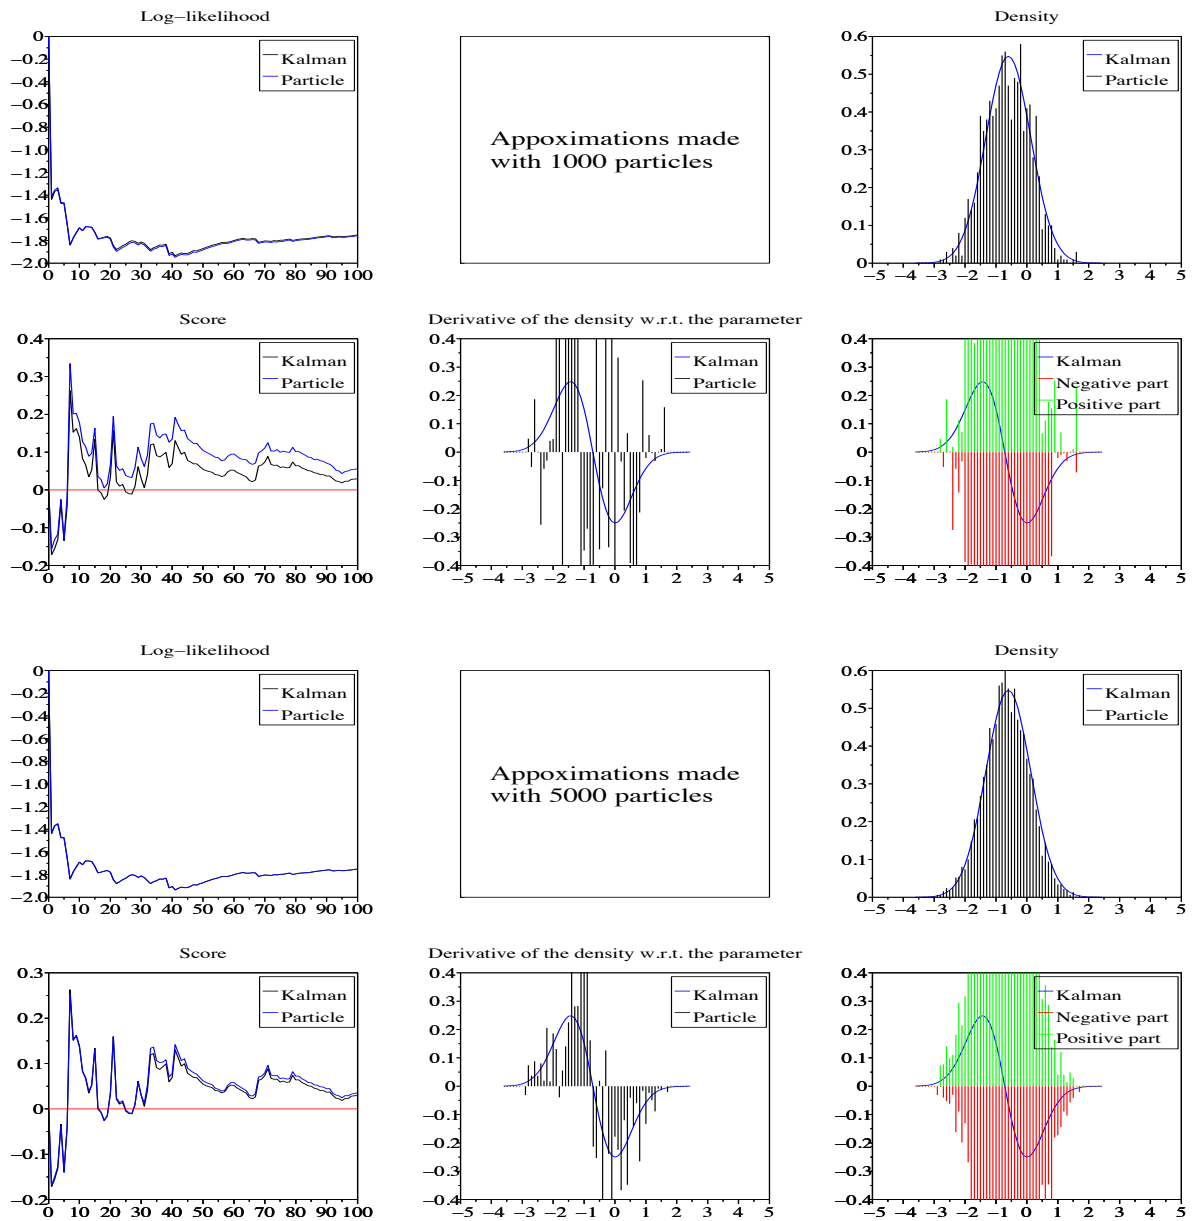 Log−likelihood
0
−0.2
−0.4
−0.6
−0.8
−1.0
−1.2
−1.4
−1.6
−1.8
−2.0
0 10 20 30 40 50 60 70 80 90 100
Kalman
Particle
Appoximations made
with 1000 particles
Density
0.6
0.5
0.4
0.3
0.2
0.1
0
−5 −4 −3 −2 −1 0 1 2 3 4 5
Kalman
Particle
Score
0.4
0.3
0.2
0.1
0
−0.1
−0.2
0 10 20 30 40 50 60 70 80 90 100
Kalman
Particle
Derivative of the density w.r.t. the parameter
0.4
0.3
0.2
0.1
0
−0.1
−0.2
−0.3
−0.4
−5 −4 −3 −2 −1 0 1 2 3 4 5
Kalman
Particle
0.4
0.3
0.2
0.1
0
−0.1
−0.2
−0.3
−0.4
−5 −4 −3 −2 −1 0 1 2 3 4 5
Kalman
Negative part
Positive part
Log−likelihood
0
−0.2
−0.4
−0.6
−0.8
−1.0
−1.2
−1.4
−1.6
−1.8
−2.0
0 10 20 30 40 50 60 70 80 90 100
Kalman
Particle
Appoximations made
with 5000 particles
Density
0.6
0.5
0.4
0.3
0.2
0.1
0
−5 −4 −3 −2 −1 0 1 2 3 4 5
Kalman
Particle
Score
0.3
0.2
0.1
0
−0.1
−0.2
0 10 20 30 40 50 60 70 80 90 100
Kalman
Particle
Derivative of the density w.r.t. the parameter
0.4
0.3
0.2
0.1
0
−0.1
−0.2
−0.3
−0.4
−5 −4 −3 −2 −1 0 1 2 3 4 5
Kalman
Particle
0.4
0.3
0.2
0.1
0
−0.1
−0.2
−0.3
−0.4
−5 −4 −3 −2 −1 0 1 2 3 4 5
Kalman
Negative part
Positive part